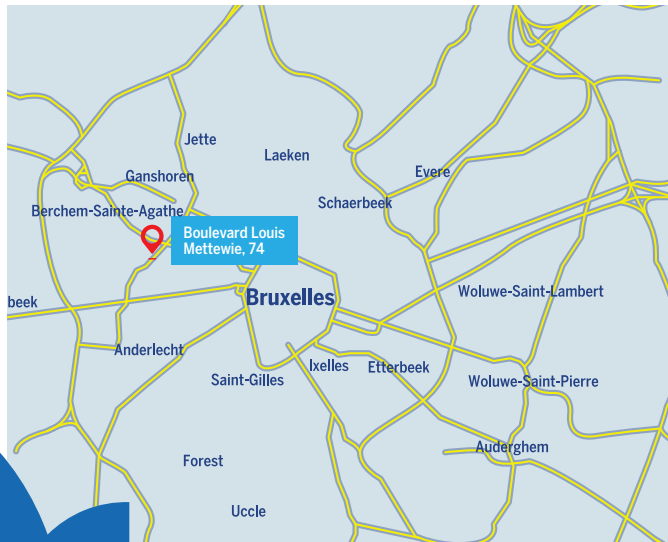 Jette
Laeken
Evere
Ganshoren
Schaerbeek
Berchem-Sainte-Agathe
Boulevard Louis
Mettewie, 74
Woluwe-Saint-Lambert
beek
Bruxelles
Anderlecht
Ixelles
Etterbeek
Saint-Gilles
Woluwe-Saint-Pierre
Auderghem
Forest
Uccle